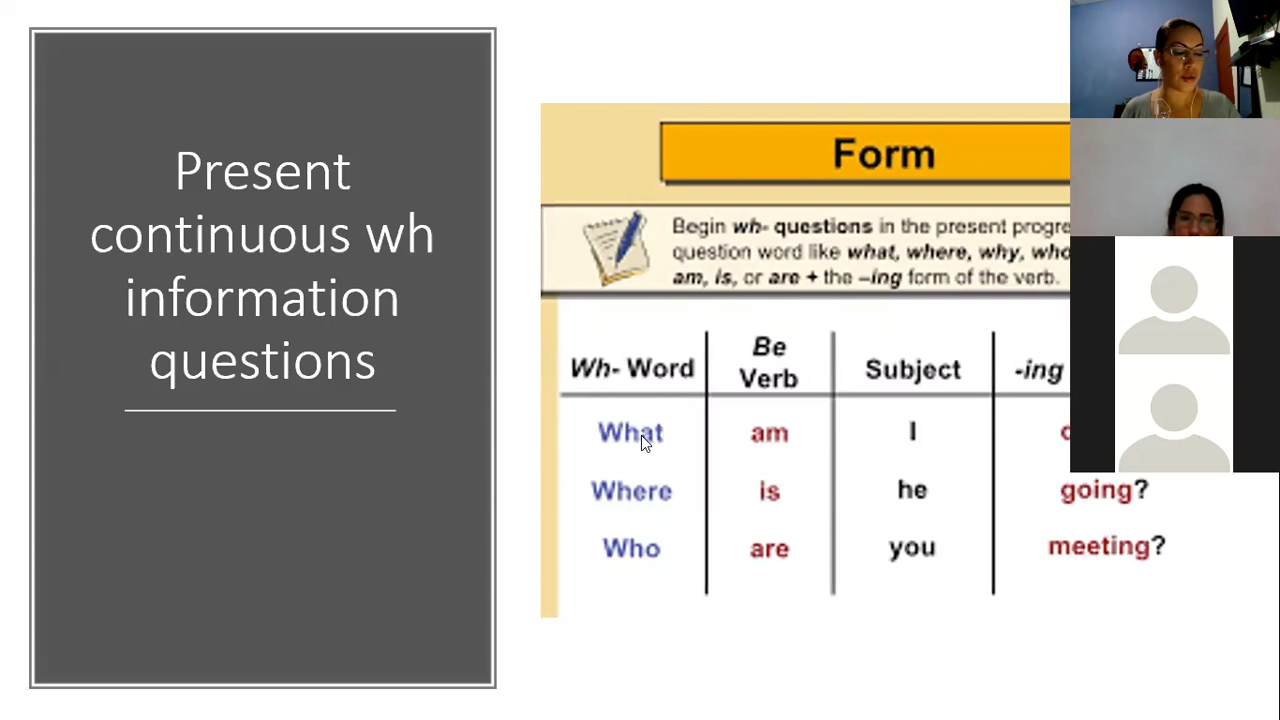 Present
continuous wh
information
questions
Form
Begin wh- questions in the present
question word like what, where, why,
am, is, or are + the –ing form of the verb.
Wh- Word Be Verb Subject -ing
What am I
Where is he going?
Who are you meeting?